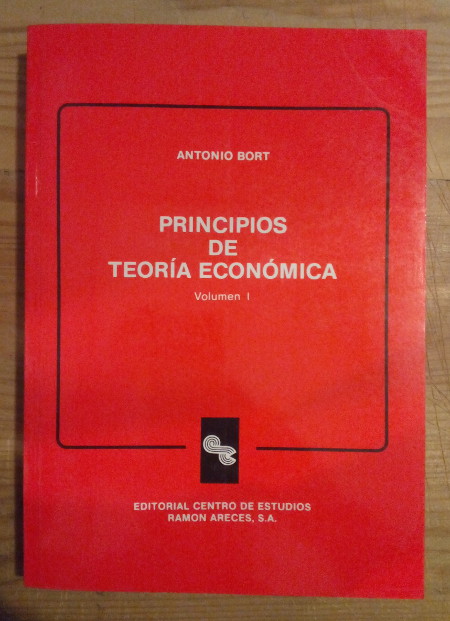 ANTONIO BORT
PRINCIPIOS
DE
TEORÍA ECONÓMICA
Volumen I
EDITORIAL CENTRO DE ESTUDIOS
RAMON ARECES, S.A.